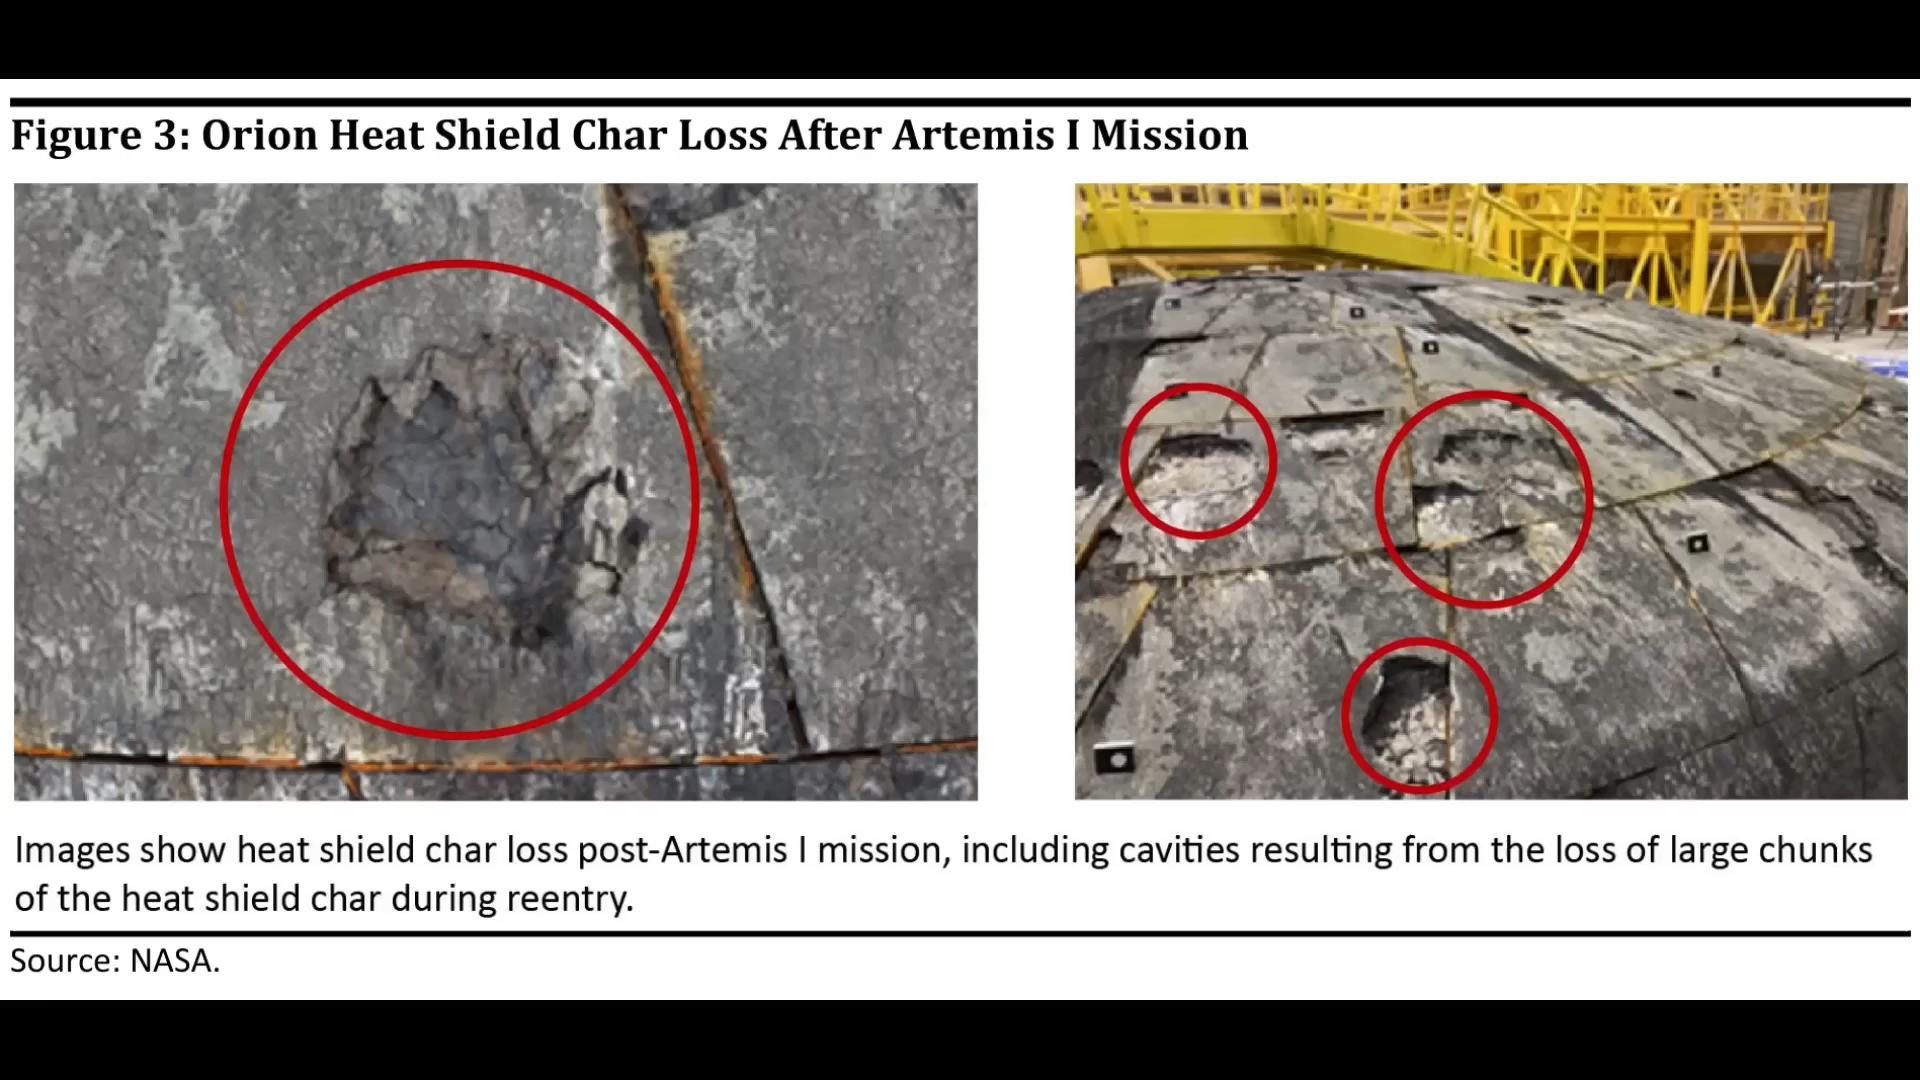 Figure 3: Orion Heat Shield Char Loss After Artemis I Mission
Images show heat shield char loss post-Artemis I mission, including cavities resulting from the loss of large chunks
of the heat shield char during reentry.
Source: NASA.